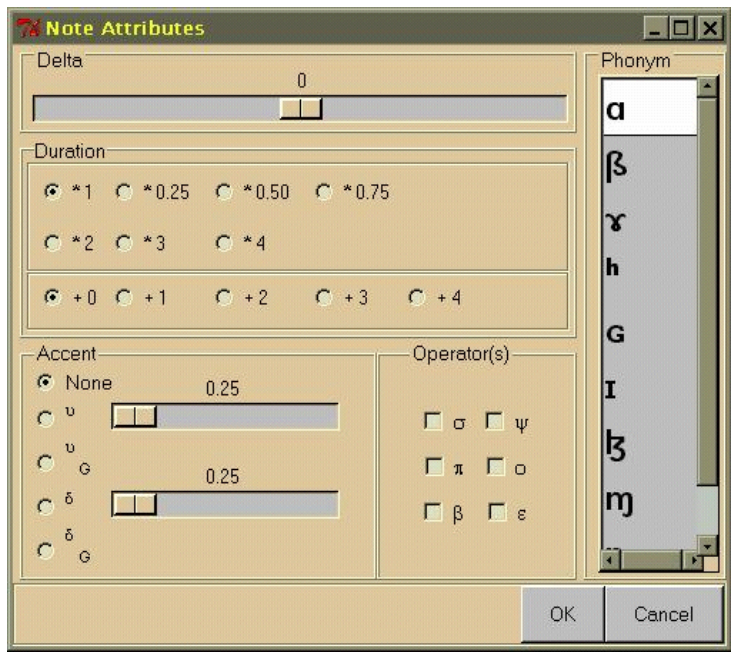 Note Attributes
Delta
0
Duration
*1 *0.25 *0.50 *0.75
*2 *3 *4
+0 +1 +2 +3 +4
Accent
None
0.25
υ
υ G
0.25
δ
δ G
Operator(s)
σ ψ
π ο
β ε
Phonym
ɑ
ß
ɤ
h
G
I
ɮ
ɱ
OK Cancel